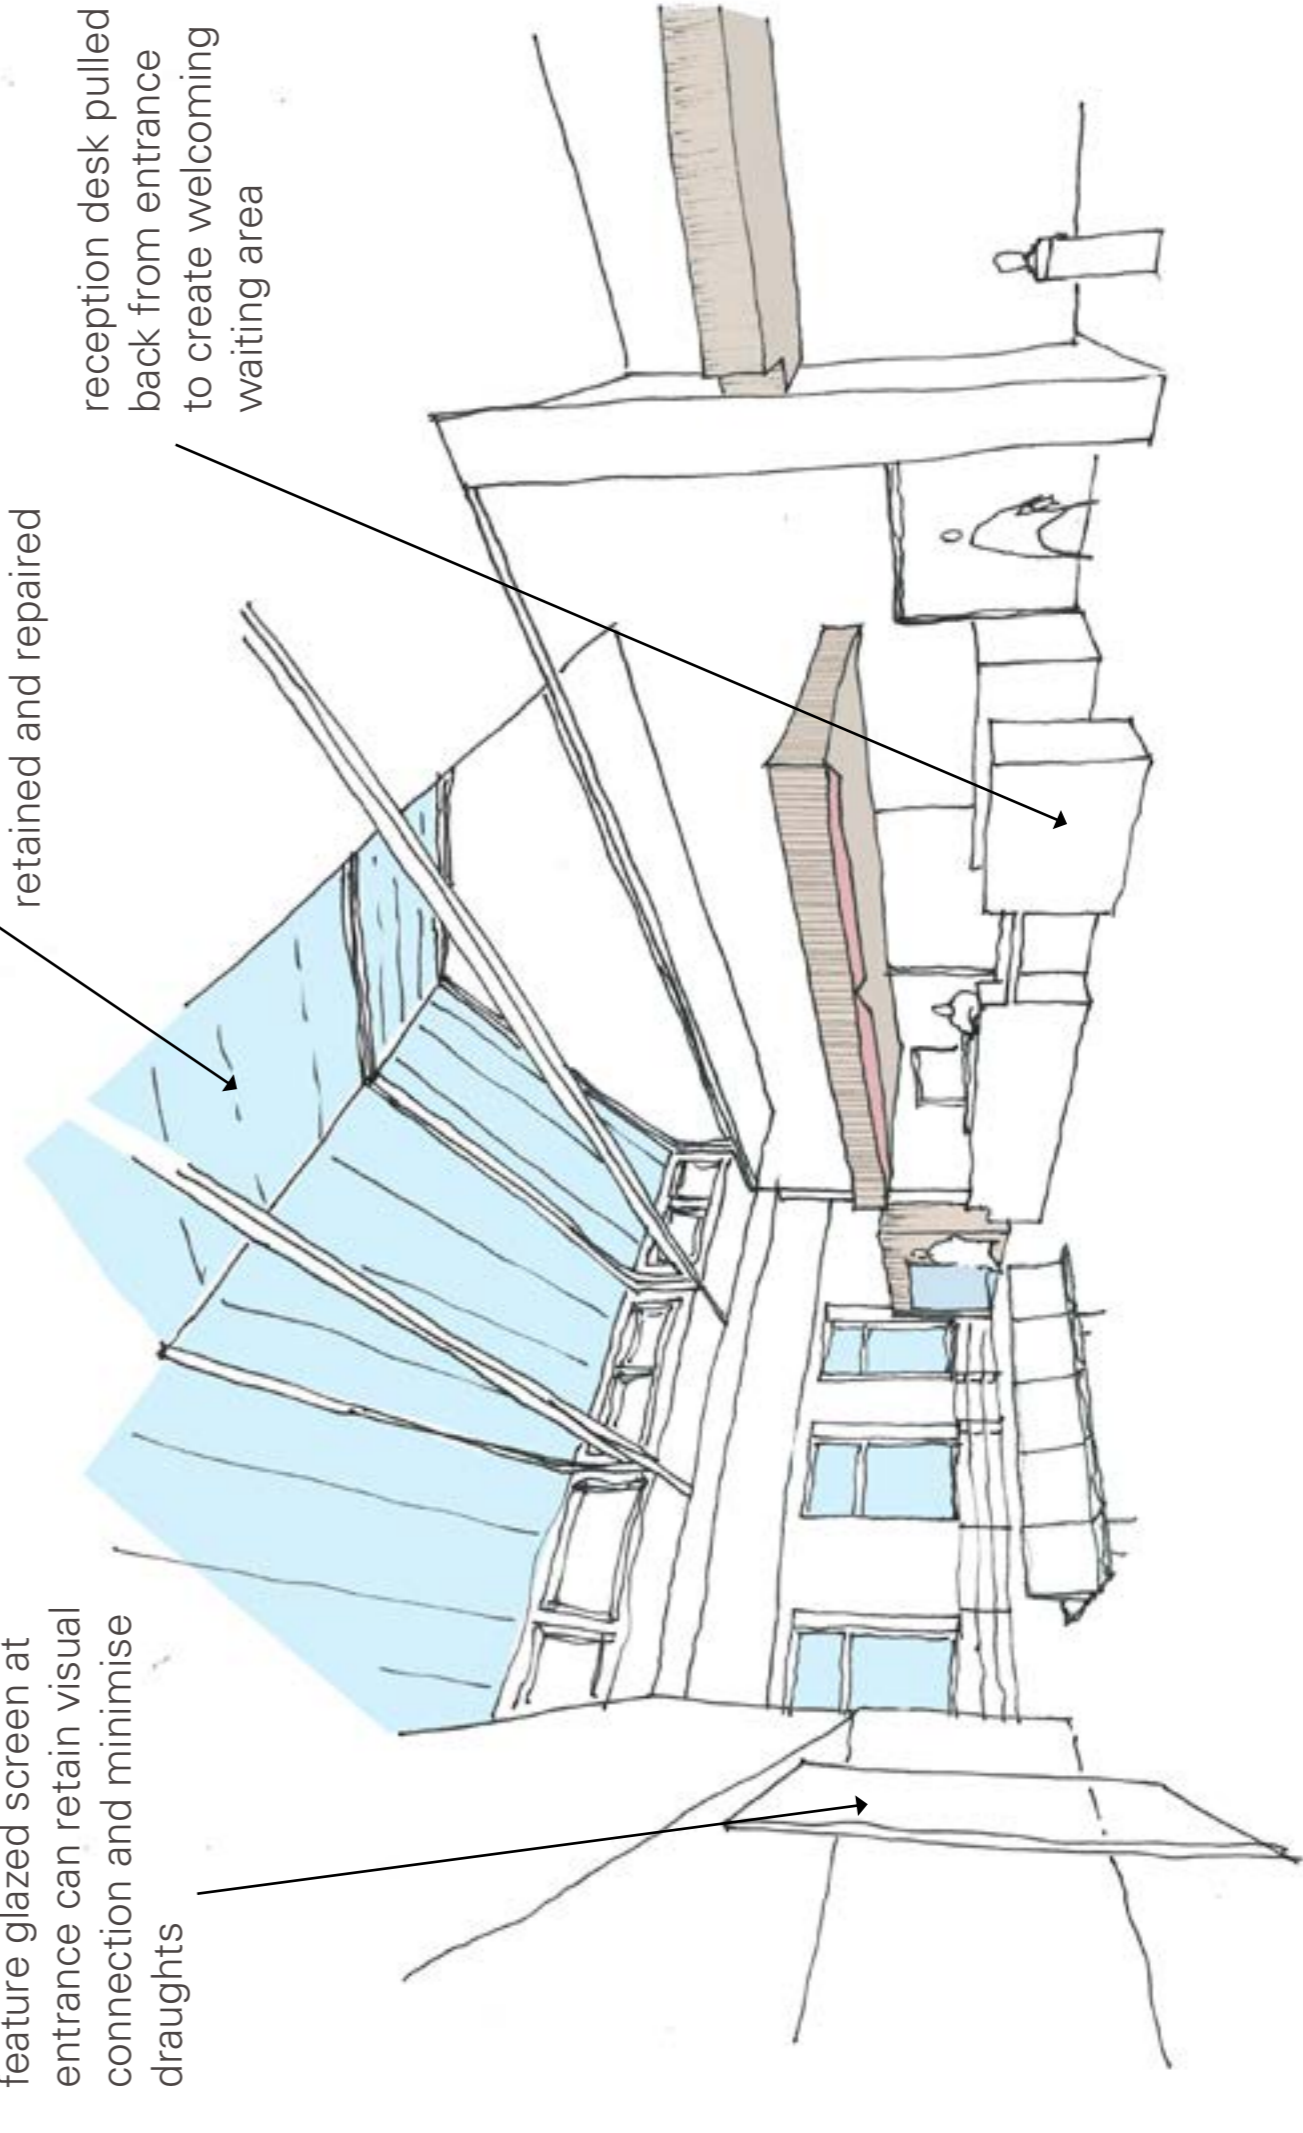 feature glazed screen at
entrance can retain visual
connection and minimise
draughts
retained and repaired
reception desk pulled
back from entrance
to create welcoming
waiting area